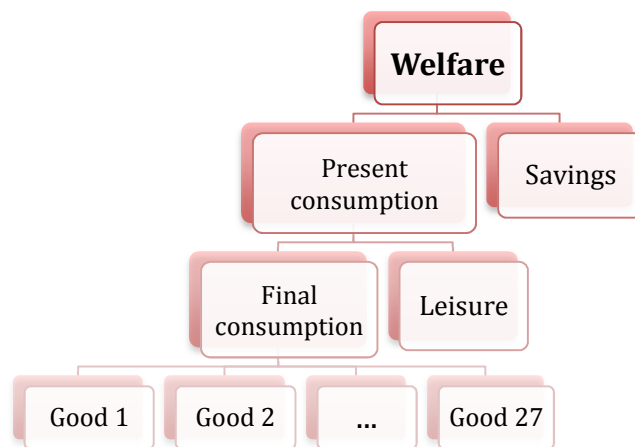 Welfare
Present
consumption
Savings
Final
consumption
Leisure
Good 1
Good 2
...
Good 27